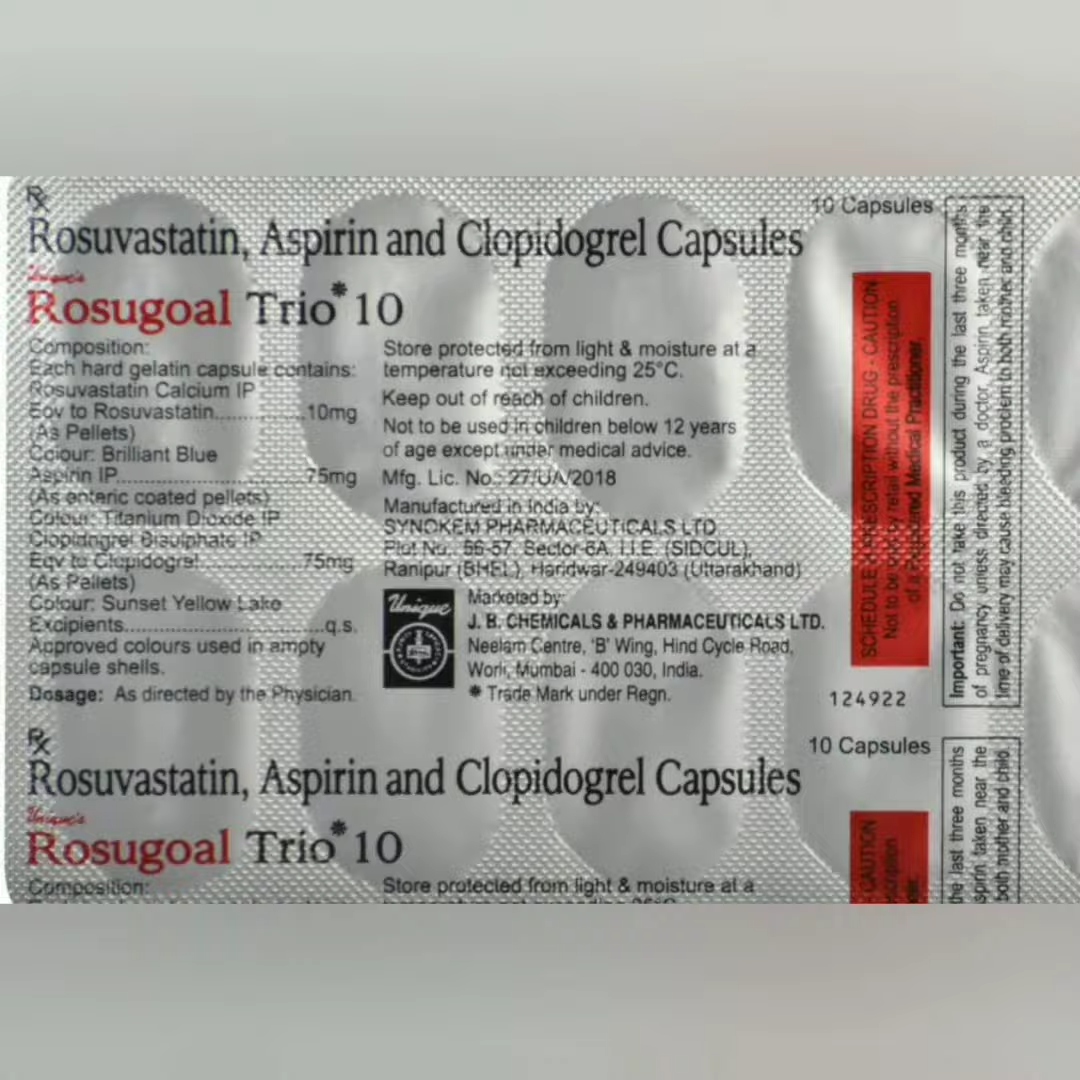 Rx
10 Capsules
Rosuvastatin, Aspirin and Clopidogrel Capsules
Unique's
Rosugoal Trio* 10
Composition:
Each hard gelatin capsule contains:
Rosuvastatin Calcium IP
Eqv to Rosuvastatin..............10mg
(As Pellets)
Colour: Brilliant Blue
Aspirin IP..............................75mg
(As enteric coated pellets)
Colour: Titanium Dioxide IP
Clopidogrel Bisulphate IP
Eqv to Clopidogrel................75mg
(As Pellets)
Colour: Sunset Yellow Lake
Excipients................................q.s.
Approved colours used in empty
capsule shells.
Dosage: As directed by the Physician.
Store protected from light & moisture at a
temperature not exceeding 25°C.
Keep out of reach of children.
Not to be used in children below 12 years
of age except under medical advice.
Mfg. Lic. No.: 27/UA/2018
Manufactured in India by:
SYNOKEM PHARMACEUTICALS LTD.
Plot No.: 56-57, Sector-6A, I.I.E. (SIDCUL),
Ranipur (BHEL), Haridwar-249403 (Uttarakhand)
Unique
Marketed by:
J. B. CHEMICALS & PHARMACEUTICALS LTD.
Neelam Centre, 'B' Wing, Hind Cycle Road,
Worli, Mumbai - 400 030, India.
* Trade Mark under Regn.
SCHEDULE PRESCRIPTION DRUG - CAUTION
Not to be sold by retail without the prescription
of a Registered Medical Practitioner.
124922
Important: Do not take this product during the last three months
of pregnancy unless directed by a doctor. Aspirin taken near the
time of delivery may cause bleeding problem to both mother and child.
Rx
10 Capsules
Rosuvastatin, Aspirin and Clopidogrel Capsules
Unique's
Rosugoal Trio* 10
Composition:
Store protected from light & moisture at a
CAUTION
the last three months
spirin taken near the
both mother and child.